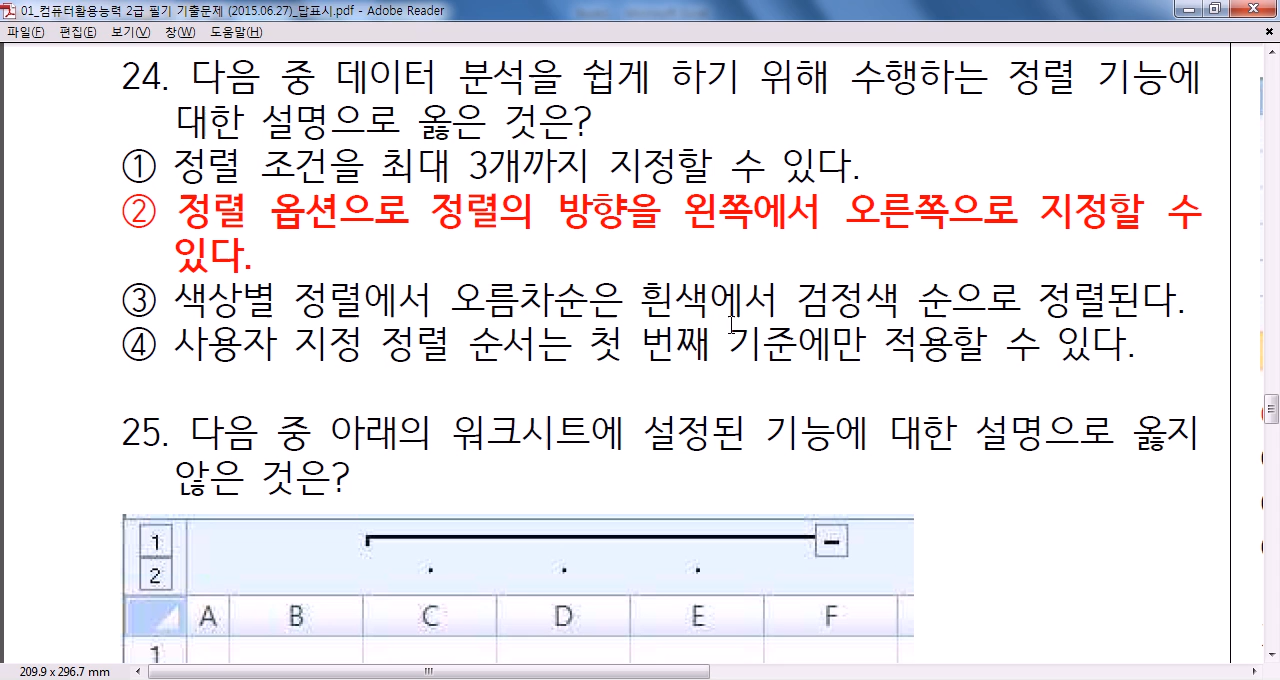 01_컴퓨터활용능력 2급 필기 기출문제 (2015.06.27)_답표시.pdf - Adobe Reader
파일(F) 편집(E) 보기(V) 창(W) 도움말(H)
24. 다음 중 데이터 분석을 쉽게 하기 위해 수행하는 정렬 기능에
대한 설명으로 옳은 것은?
① 정렬 조건을 최대 3개까지 지정할 수 있다.
② 정렬 옵션으로 정렬의 방향을 왼쪽에서 오른쪽으로 지정할 수
있다.
③ 색상별 정렬에서 오름차순은 흰색에서 검정색 순으로 정렬된다.
④ 사용자 지정 정렬 순서는 첫 번째 기준에만 적용할 수 있다.
25. 다음 중 아래의 워크시트에 설정된 기능에 대한 설명으로 옳지
않은 것은?
1
2
A B C D E F
1
209.9 x 296.7 mm